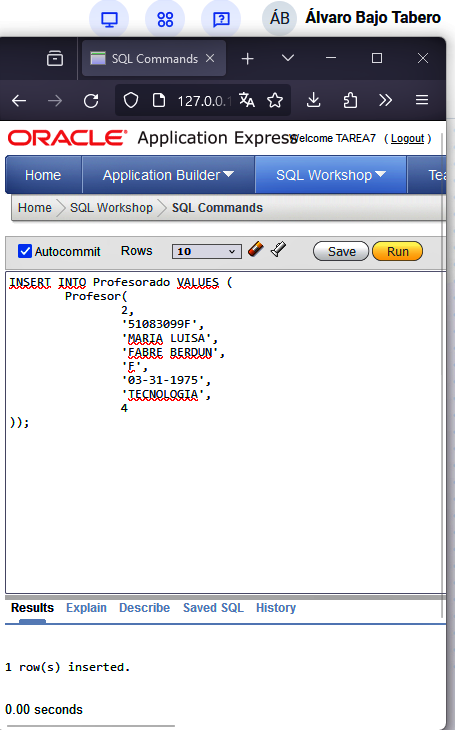 ÁB Álvaro Bajo Tabero
SQL Commands
127.0.0.1
ORACLE Application Express Welcome TAREA7 (Logout)
Home Application Builder SQL Workshop Tea
Home SQL Workshop SQL Commands
Autocommit Rows 10 Save Run
INSERT INTO Profesorado VALUES (
Profesor(
2,
'51083099F',
'MARIA LUISA',
'FABRE BERDUN',
'F',
'03-31-1975',
'TECNOLOGIA',
4
));
Results Explain Describe Saved SQL History
1 row(s) inserted.
0.00 seconds